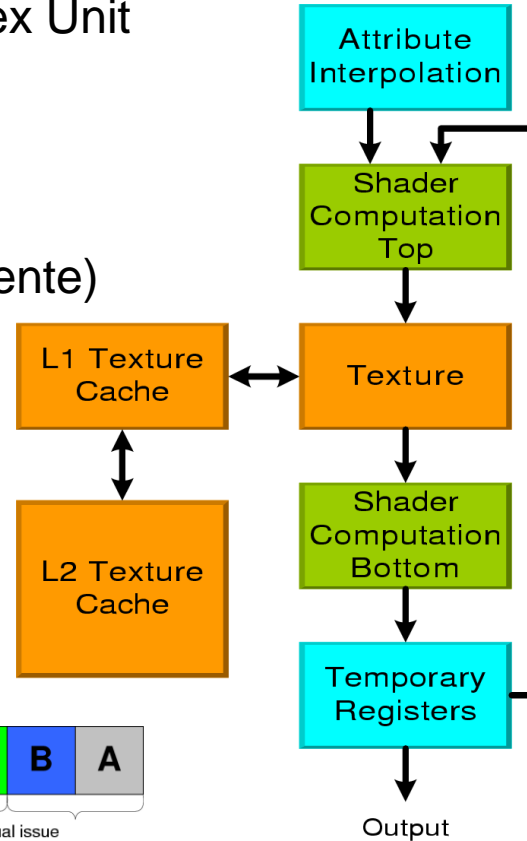 ex Unit
ente)
Attribute
Interpolation
Shader
Computation
Top
L1 Texture
Cache
Texture
L2 Texture
Cache
Shader
Computation
Bottom
Temporary
Registers
B A
ual issue
Output